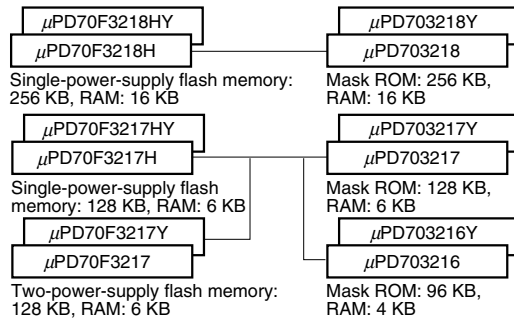 μPD70F3218HY
μPD70F3218H
Single-power-supply flash memory:
256 KB, RAM: 16 KB
μPD703218Y
μPD703218
Mask ROM: 256 KB,
RAM: 16 KB
μPD70F3217HY
μPD70F3217H
Single-power-supply flash
memory: 128 KB, RAM: 6 KB
μPD703217Y
μPD703217
Mask ROM: 128 KB,
RAM: 6 KB
μPD70F3217Y
μPD70F3217
Two-power-supply flash memory:
128 KB, RAM: 6 KB
μPD703216Y
μPD703216
Mask ROM: 96 KB,
RAM: 4 KB